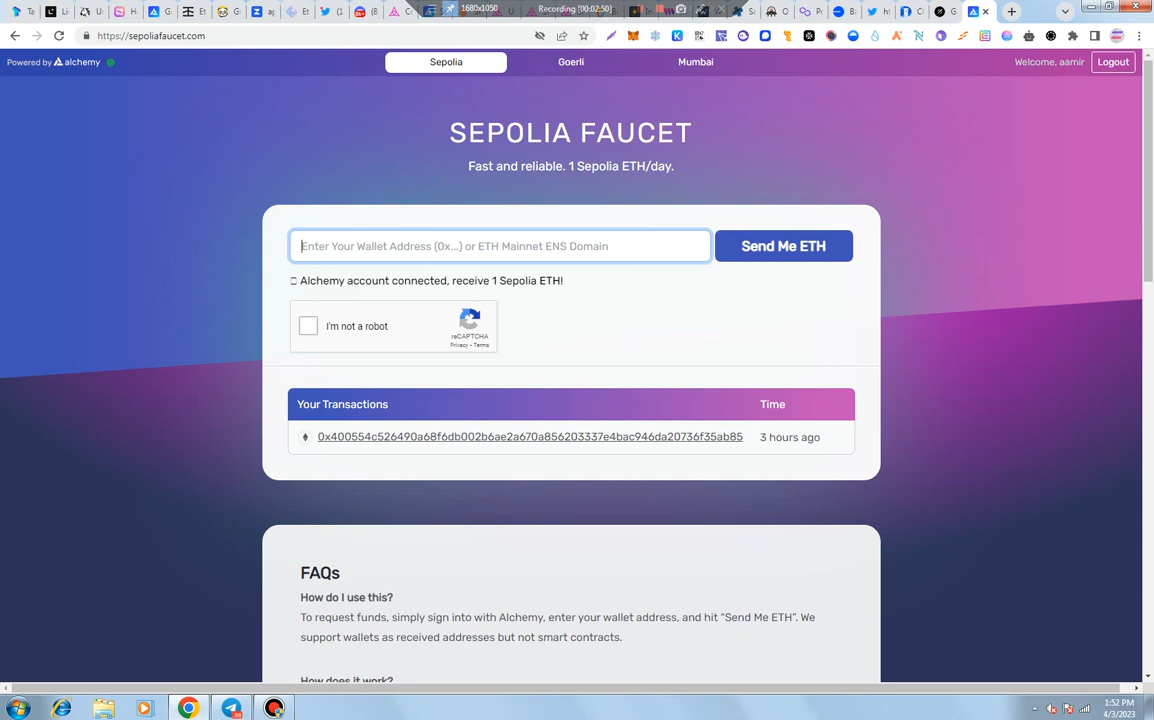 1680x1050
Recording [00:02:50]
https://sepoliafaucet.com
Powered by alchemy
Sepolia
Goerli
Mumbai
Welcome, aamir
Logout
SEPOLIA FAUCET
Fast and reliable. 1 Sepolia ETH/day.
Enter Your Wallet Address (0x...) or ETH Mainnet ENS Domain
Send Me ETH
Alchemy account connected, receive 1 Sepolia ETH!
I'm not a robot
reCAPTCHA
Privacy - Terms
Your Transactions
Time
0x400554c526490a68f6db002b6ae2a670a856203337e4bac946da20736f35ab85
3 hours ago
FAQs
How do I use this?
To request funds, simply sign into with Alchemy, enter your wallet address, and hit “Send Me ETH”. We
support wallets as received addresses but not smart contracts.
How does it work?
1:52 PM
4/3/2023